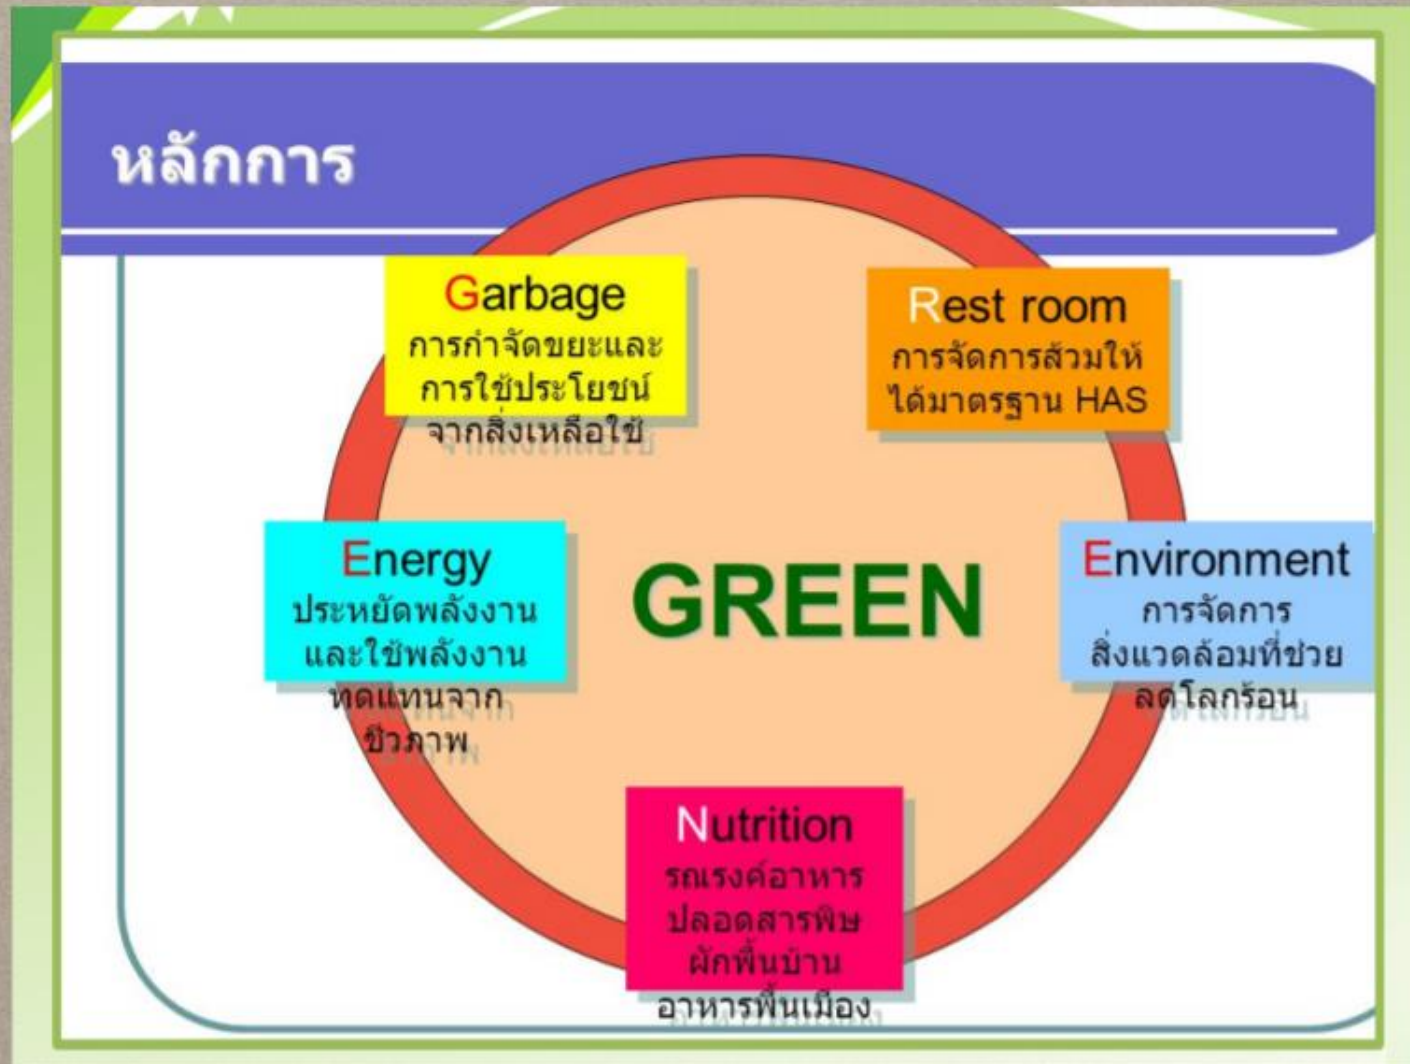 หลักการ
Garbage
การกำจัดขยะและ
การใช้ประโยชน์
จากสิ่งเหลือใช้
Rest room
การจัดการส้วมให้
ได้มาตรฐาน HAS
Energy
ประหยัดพลังงาน
และใช้พลังงาน
ทดแทนจาก
ชีวภาพ
GREEN
Environment
การจัดการ
สิ่งแวดล้อมที่ช่วย
ลดโลกร้อน
Nutrition
รณรงค์อาหาร
ปลอดสารพิษ
ผักพื้นบ้าน
อาหารพื้นเมือง